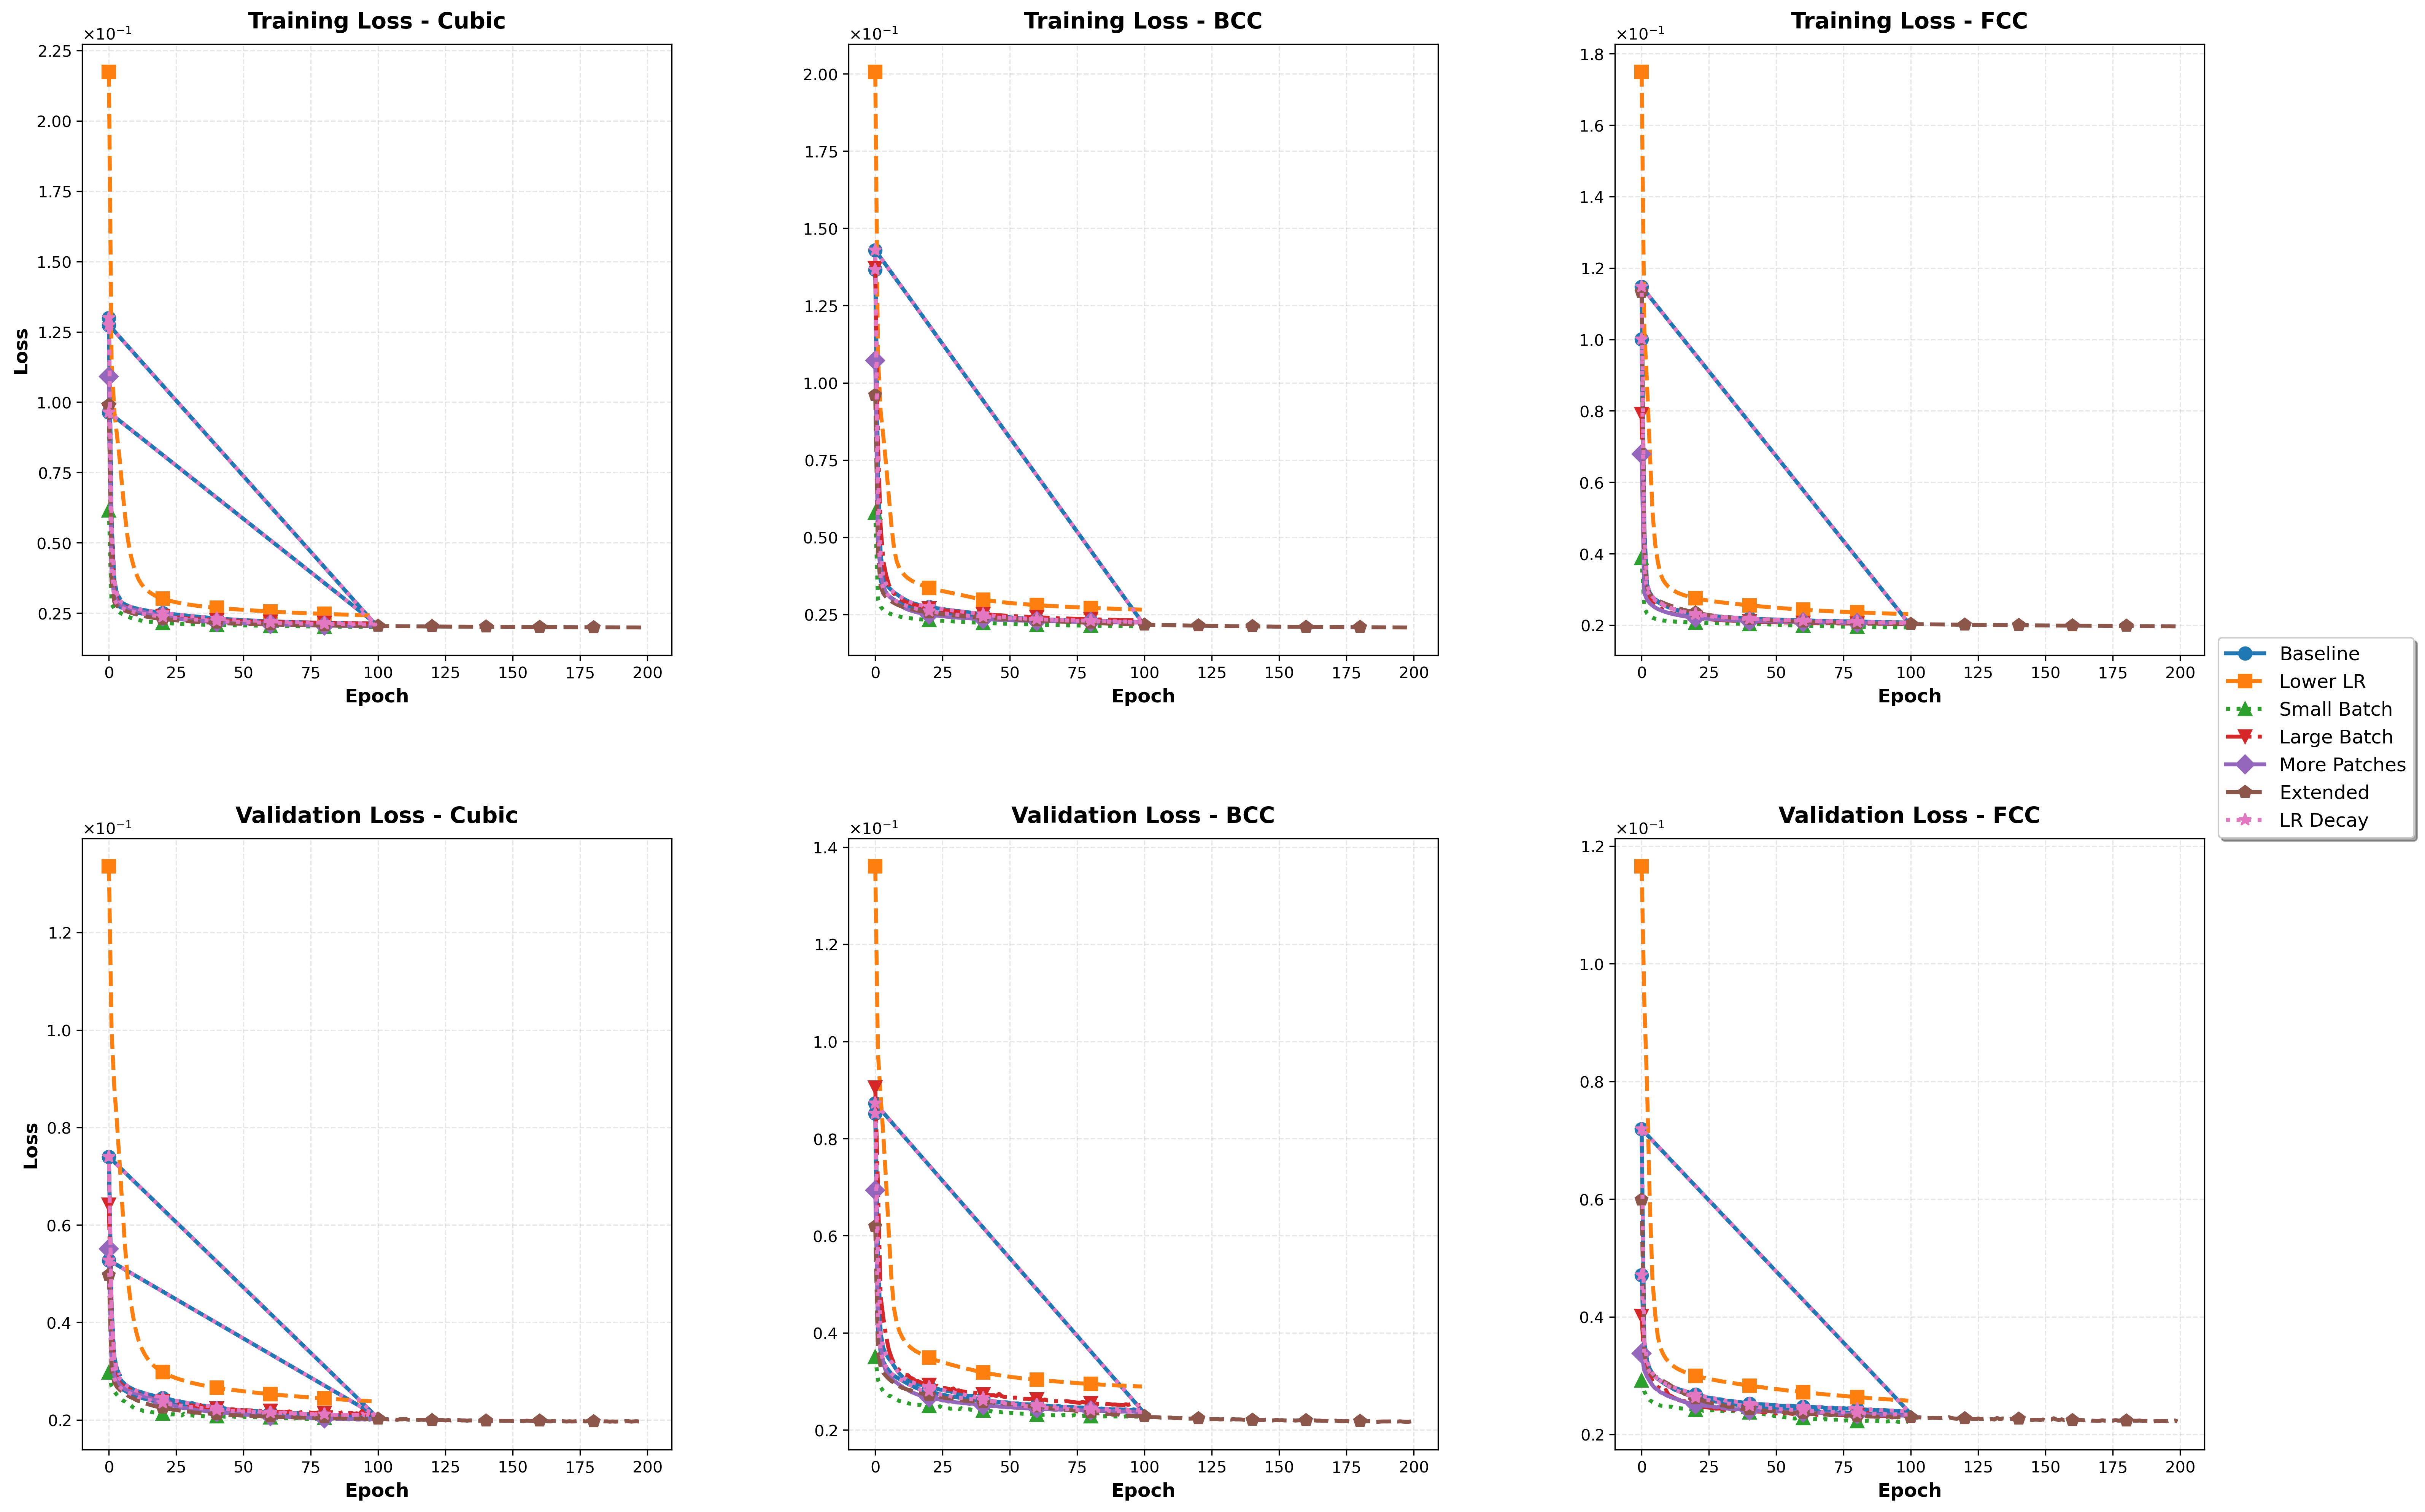 Training Loss - Cubic
×10⁻¹
2.25
2.00
1.75
1.50
1.25
1.00
0.75
0.50
0.25
Loss
0 25 50 75 100 125 150 175 200
Epoch
Training Loss - BCC
×10⁻¹
2.00
1.75
1.50
1.25
1.00
0.75
0.50
0.25
0 25 50 75 100 125 150 175 200
Epoch
Training Loss - FCC
×10⁻¹
1.8
1.6
1.4
1.2
1.0
0.8
0.6
0.4
0.2
0 25 50 75 100 125 150 175 200
Epoch
Baseline
Lower LR
Small Batch
Large Batch
More Patches
Extended
LR Decay
Validation Loss - Cubic
×10⁻¹
1.2
1.0
0.8
0.6
0.4
0.2
Loss
0 25 50 75 100 125 150 175 200
Epoch
Validation Loss - BCC
×10⁻¹
1.4
1.2
1.0
0.8
0.6
0.4
0.2
0 25 50 75 100 125 150 175 200
Epoch
Validation Loss - FCC
×10⁻¹
1.2
1.0
0.8
0.6
0.4
0.2
0 25 50 75 100 125 150 175 200
Epoch